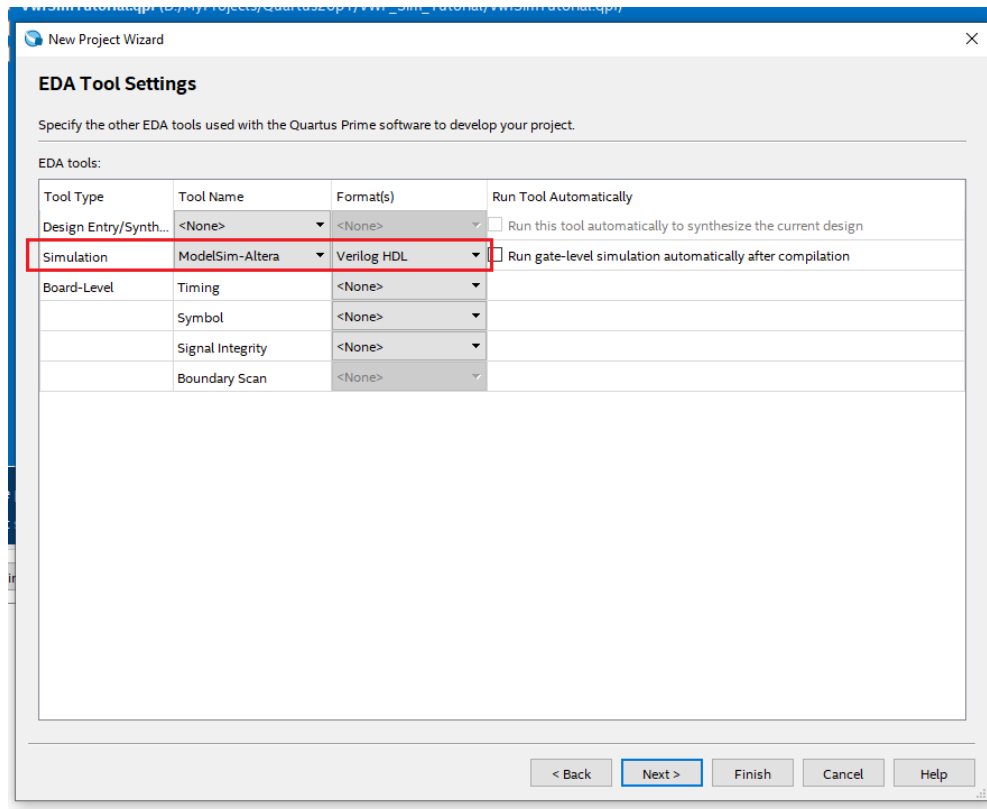 New Project Wizard
EDA Tool Settings
Specify the other EDA tools used with the Quartus Prime software to develop your project.
EDA tools:
Tool Type Tool Name Format(s) Run Tool Automatically
Design Entry/Synth... <None> <None> Run this tool automatically to synthesize the current design
Simulation ModelSim-Altera Verilog HDL Run gate-level simulation automatically after compilation
Board-Level Timing <None>
Symbol <None>
Signal Integrity <None>
Boundary Scan <None>
< Back Next > Finish Cancel Help